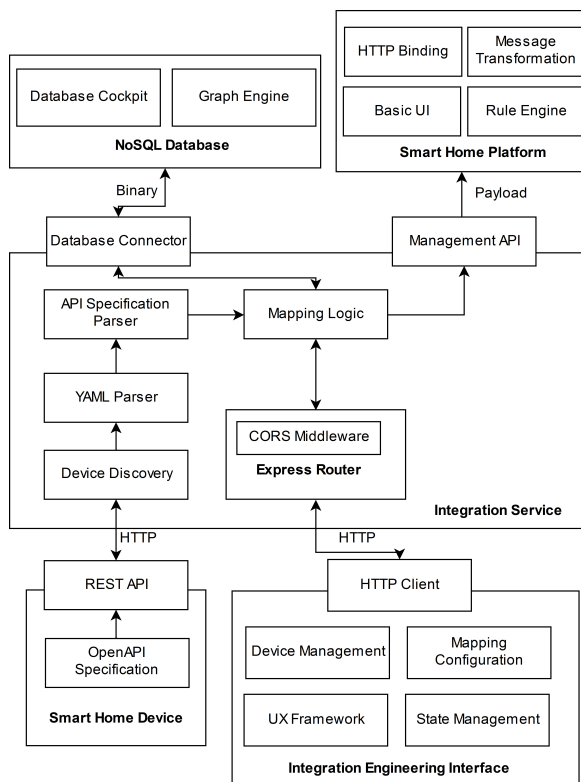 HTTP Binding
Message
Transformation
Database Cockpit
Graph Engine
Basic UI
Rule Engine
NoSQL Database
Smart Home Platform
Binary
Payload
Database Connector
Management API
API Specification
Parser
Mapping Logic
YAML Parser
CORS Middleware
Express Router
Device Discovery
Integration Service
HTTP
HTTP
REST API
HTTP Client
OpenAPI
Specification
Device Management
Mapping
Configuration
Smart Home Device
UX Framework
State Management
Integration Engineering Interface